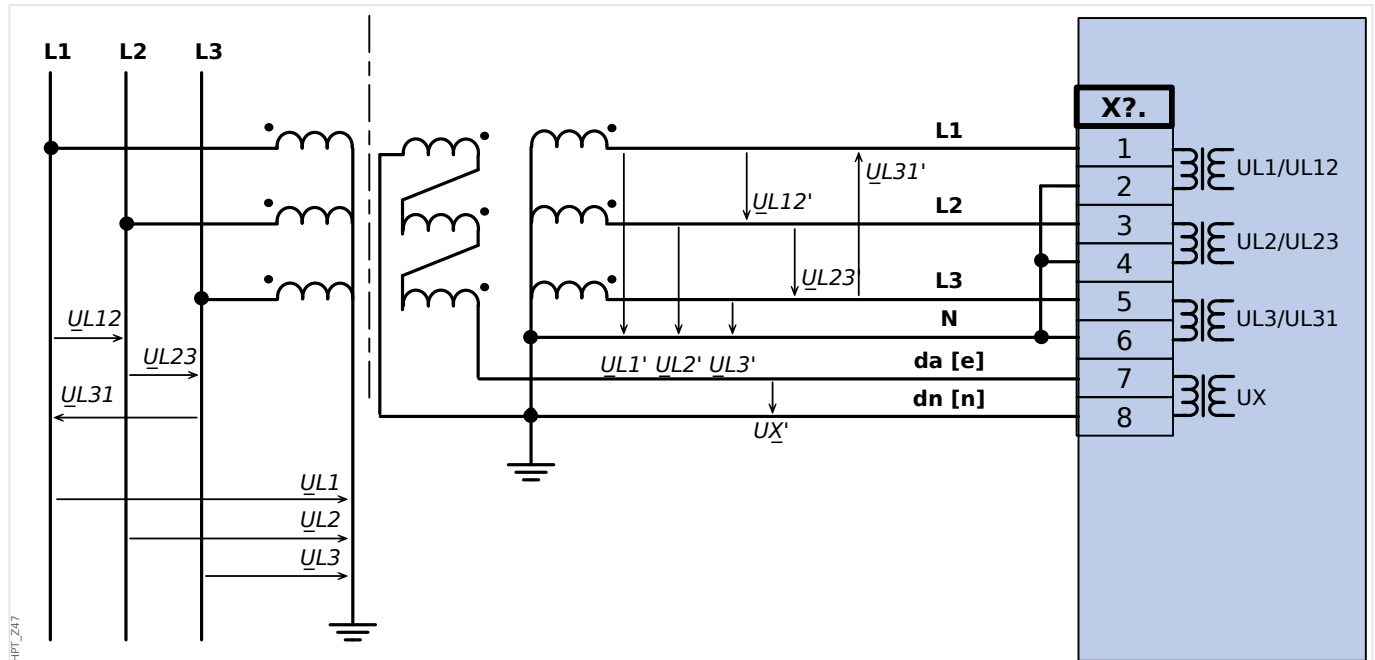 L1 L2 L3
X?.
L1
1
UL1/UL12
UL31'
2
UL12'
L2
3
UL2/UL23
4
UL23'
L3
5
UL3/UL31
N
6
UL12
UL23
UL1' UL2' UL3'
da [e]
7
UL31
dn [n]
8
UX
UX'
UL1
UL2
UL3
HPT_Z47